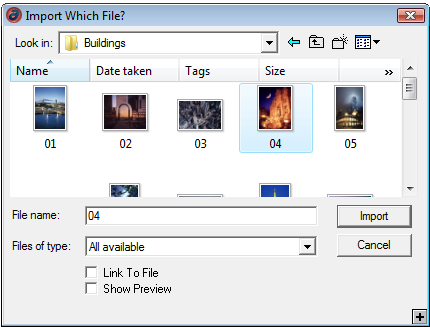 Import Which File?
Look in: Buildings
Name Date taken Tags Size »
01 02 03 04 05
File name: 04 Import
Files of type: All available Cancel
Link To File
Show Preview